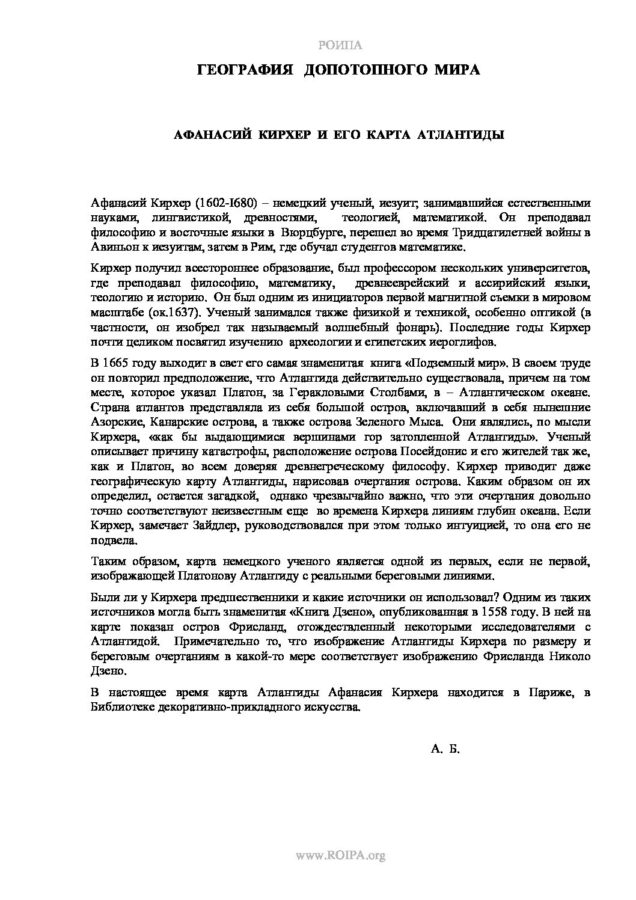 РОИПА
ГЕОГРАФИЯ ДОПОТОПНОГО МИРА
АФАНАСИЙ КИРХЕР И ЕГО КАРТА АТЛАНТИДЫ
Афанасий Кирхер (1602-I680) – немецкий ученый, иезуит, занимавшийся естественными
науками, лингвистикой, древностями, теологией, математикой. Он преподавал
философию и восточные языки в Вюрцбурге, перешел во время Тридцатилетней войны в
Авиньон к иезуитам, затем в Рим, где обучал студентов математике.
Кирхер получил всестороннее образование, был профессором нескольких университетов,
где преподавал философию, математику, древнееврейский и ассирийский языки,
теологию и историю. Он был одним из инициаторов первой магнитной съемки в мировом
масштабе (ок.1637). Ученый занимался также физикой и техникой, особенно оптикой (в
частности, он изобрел так называемый волшебный фонарь). Последние годы Кирхер
почти целиком посвятил изучению археологии и египетских иероглифов.
В 1665 году выходит в свет его самая знаменитая книга «Подземный мир». В своем труде
он повторил предположение, что Атлантида действительно существовала, причем на том
месте, которое указал Платон, за Геракловыми Столбами, в – Атлантическом океане.
Страна атлантов представляла из себя большой остров, включавший в себя нынешние
Азорские, Канарские острова, а также острова Зеленого Мыса. Они являлись, по мысли
Кирхера, «как бы выдающимися вершинами гор затопленной Атлантиды». Ученый
описывает причину катастрофы, расположение острова Посейдонис и его жителей так же,
как и Платон, во всем доверяя древнегреческому философу. Кирхер приводит даже
географическую карту Атлантиды, нарисовав очертания острова. Каким образом он их
определил, остается загадкой, однако чрезвычайно важно, что эти очертания довольно
точно соответствуют неизвестным еще во времена Кирхера линиям глубин океана. Если
Кирхер, замечает Зайдлер, руководствовался при этом только интуицией, то она его не
подвела.
Таким образом, карта немецкого ученого является одной из первых, если не первой,
изображающей Платонову Атлантиду с реальными береговыми линиями.
Были ли у Кирхера предшественники и какие источники он использовал? Одним из таких
источников могла быть знаменитая «Книга Дзено», опубликованная в 1558 году. В ней на
карте показан остров Фрисланд, отождествленный некоторыми исследователями с
Атлантидой. Примечательно то, что изображение Атлантиды Кирхера по размеру и
береговым очертаниям в какой-то мере соответствует изображению Фрисланда Николо
Дзено.
В настоящее время карта Атлантиды Афанасия Кирхера находится в Париже, в
Библиотеке декоративно-прикладного искусства.
А. Б.
www.ROIPA.org